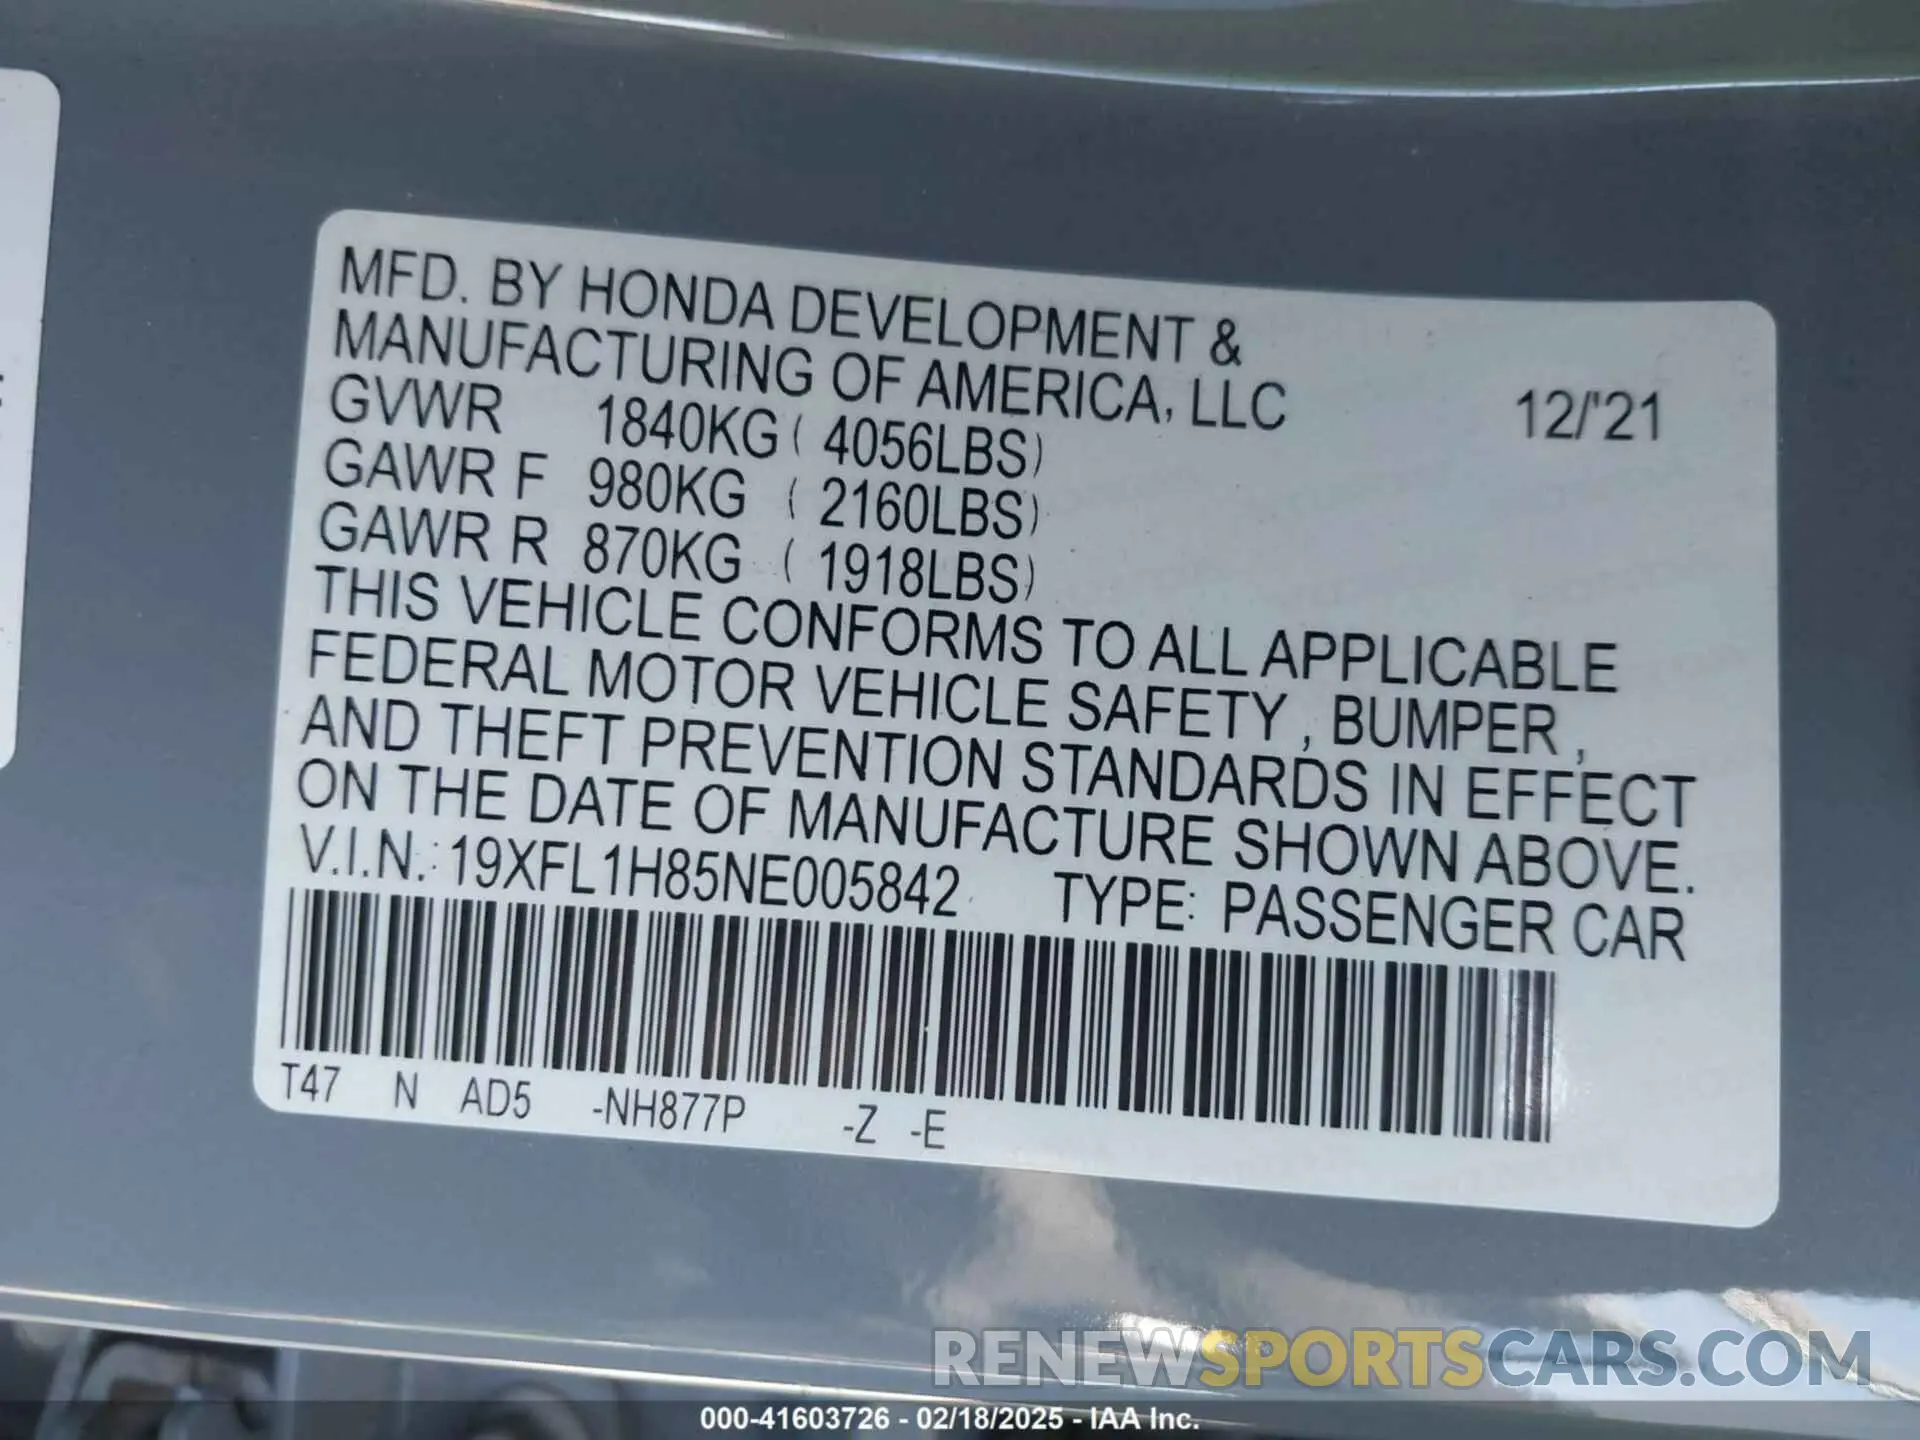 MFD. BY HONDA DEVELOPMENT &
MANUFACTURING OF AMERICA, LLC 12/'21
GVWR 1840KG ( 4056LBS)
GAWR F 980KG ( 2160LBS)
GAWR R 870KG ( 1918LBS)
THIS VEHICLE CONFORMS TO ALL APPLICABLE
FEDERAL MOTOR VEHICLE SAFETY , BUMPER ,
AND THEFT PREVENTION STANDARDS IN EFFECT
ON THE DATE OF MANUFACTURE SHOWN ABOVE.
V.I.N.: 19XFL1H85NE005842 TYPE: PASSENGER CAR
T47 N AD5 -NH877P -Z -E
RENEWSPORTSCARS.COM
000-41603726 - 02/18/2025 - IAA Inc.